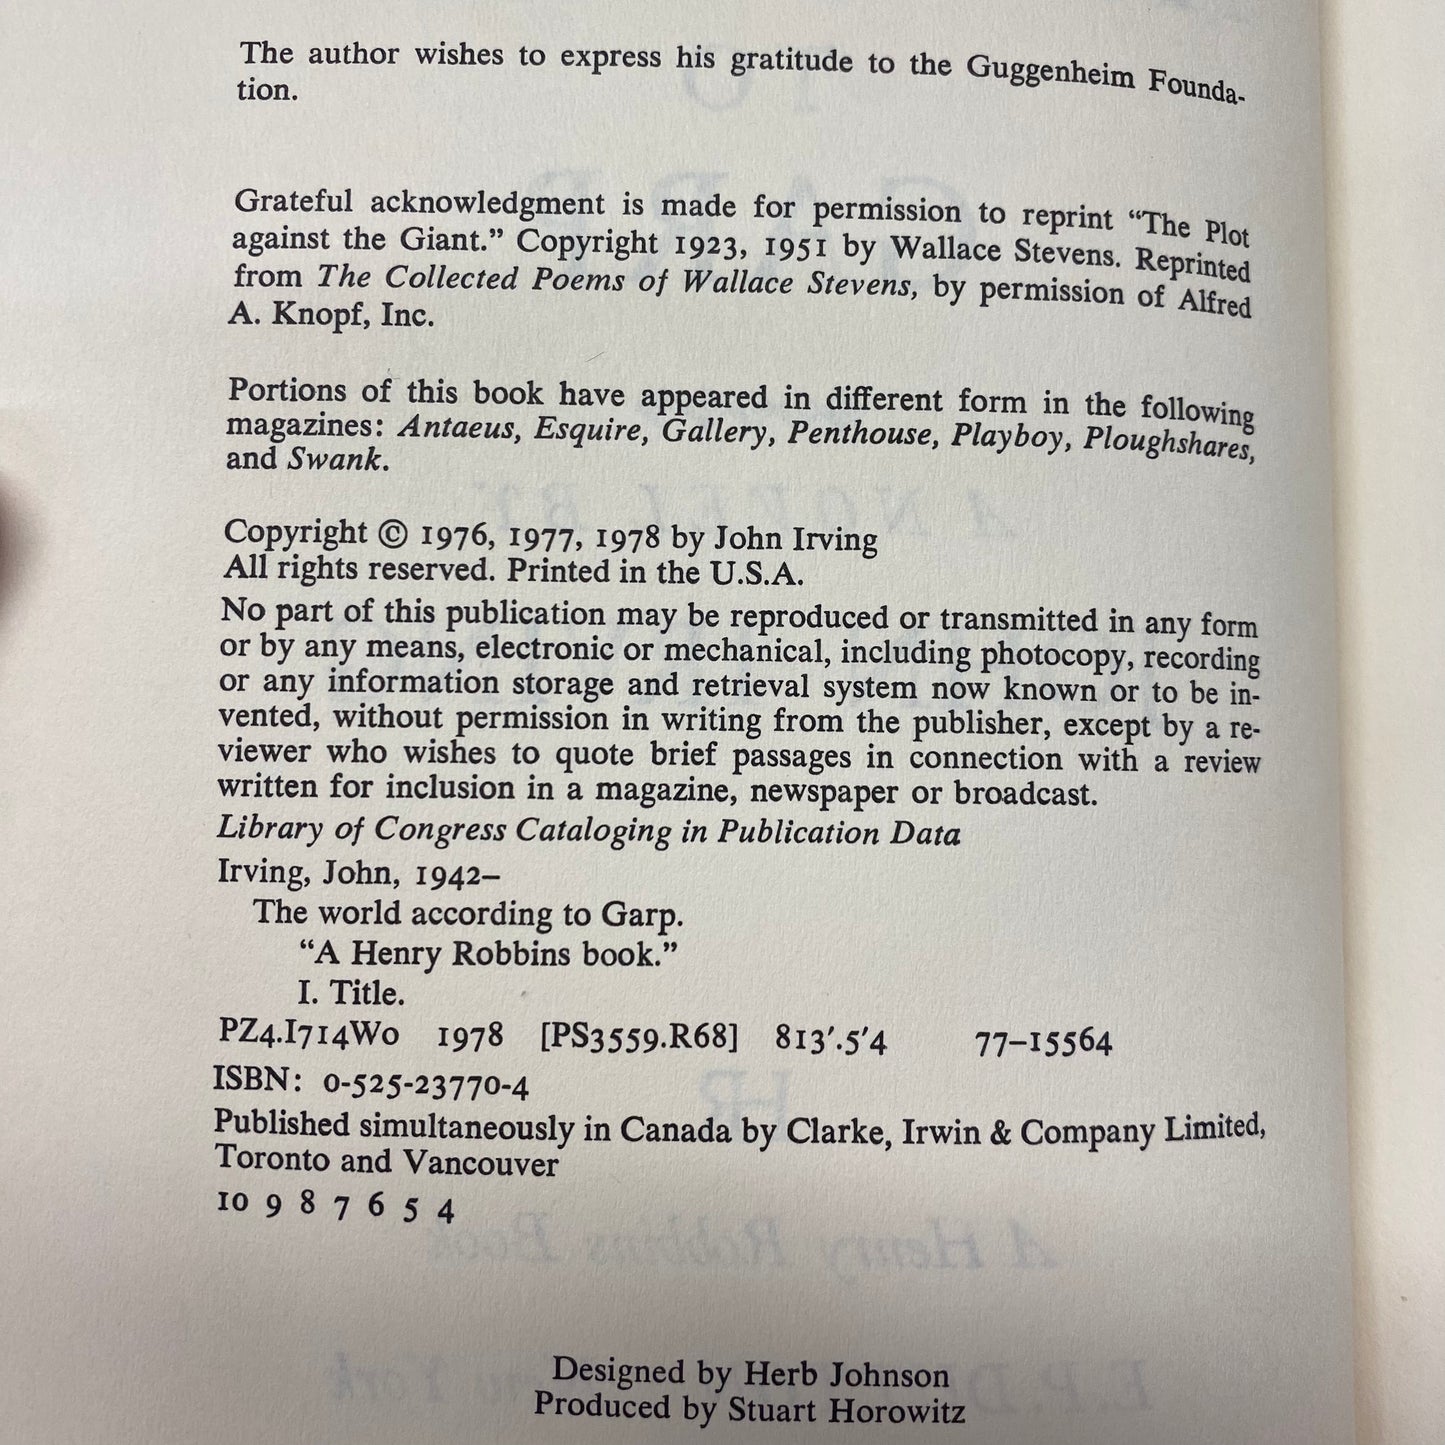 The author wishes to express his gratitude to the Guggenheim Founda-
tion.
Grateful acknowledgment is made for permission to reprint “The Plot
against the Giant.” Copyright 1923, 1951 by Wallace Stevens. Reprinted
from The Collected Poems of Wallace Stevens, by permission of Alfred
A. Knopf, Inc.
Portions of this book have appeared in different form in the following
magazines: Antaeus, Esquire, Gallery, Penthouse, Playboy, Ploughshares,
and Swank.
Copyright © 1976, 1977, 1978 by John Irving
All rights reserved. Printed in the U.S.A.
No part of this publication may be reproduced or transmitted in any form
or by any means, electronic or mechanical, including photocopy, recording
or any information storage and retrieval system now known or to be in-
vented, without permission in writing from the publisher, except by a re-
viewer who wishes to quote brief passages in connection with a review
written for inclusion in a magazine, newspaper or broadcast.
Library of Congress Cataloging in Publication Data
Irving, John, 1942–
The world according to Garp.
“A Henry Robbins book.”
I. Title.
PZ4.I714Wo 1978 [PS3559.R68] 813′.5′4 77–15564
ISBN: 0-525-23770-4
Published simultaneously in Canada by Clarke, Irwin & Company Limited,
Toronto and Vancouver
10 9 8 7 6 5 4
Designed by Herb Johnson
Produced by Stuart Horowitz